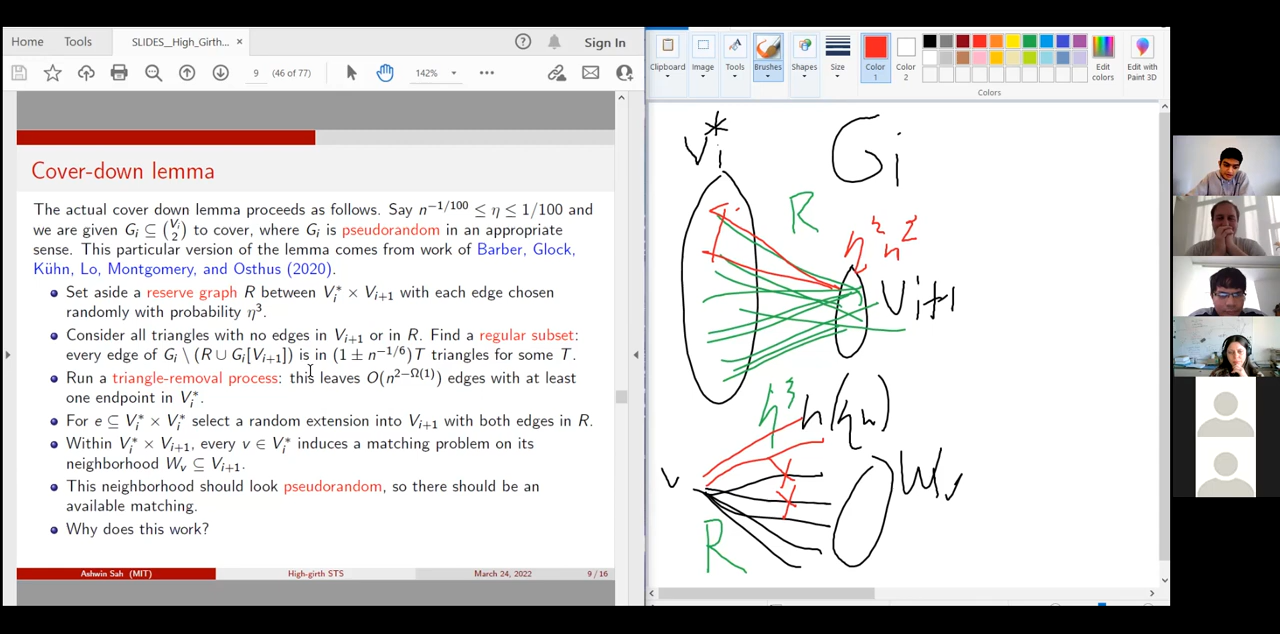 Home Tools SLIDES__High_Girth... × Sign In
9 (46 of 77) 142%
Cover-down lemma
The actual cover down lemma proceeds as follows. Say n^{-1/100} ≤ η ≤ 1/100 and
we are given G_i ⊆ \binom{V_i}{2} to cover, where G_i is pseudorandom in an appropriate
sense. This particular version of the lemma comes from work of Barber, Glock,
Kühn, Lo, Montgomery, and Osthus (2020).
Set aside a reserve graph R between V_i^* × V_{i+1} with each edge chosen
randomly with probability η^3.
Consider all triangles with no edges in V_{i+1} or in R. Find a regular subset:
every edge of G_i \ (R ∪ G_i[V_{i+1}]) is in (1 ± n^{-1/6})T triangles for some T.
Run a triangle-removal process: this leaves O(n^{2-Ω(1)}) edges with at least
one endpoint in V_i^*.
For e ⊆ V_i^* × V_i^* select a random extension into V_{i+1} with both edges in R.
Within V_i^* × V_{i+1}, every v ∈ V_i^* induces a matching problem on its
neighborhood W_v ⊆ V_{i+1}.
This neighborhood should look pseudorandom, so there should be an
available matching.
Why does this work?
Ashwin Sah (MIT) High-girth STS March 24, 2022 9 / 16
Clipboard Image Tools Brushes Shapes Size Color 1 Color 2 Edit colors Edit with Paint 3D
Colors
V_i^* G_i
R
η^2 n^2
V_{i+1}
η^3 n (ηn)
v W_v
R